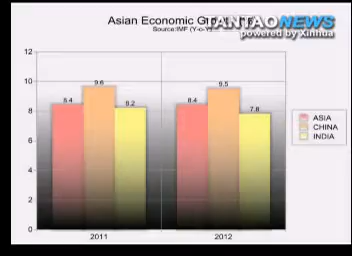 Asian Economic
FANTAO NEWS
Source:IMF (Y-o-Y
powered by Xinhua
12
10
8
6
4
2
0
8.4
9.6
8.2
8.4
9.5
7.8
2011
2012
ASIA
CHINA
INDIA